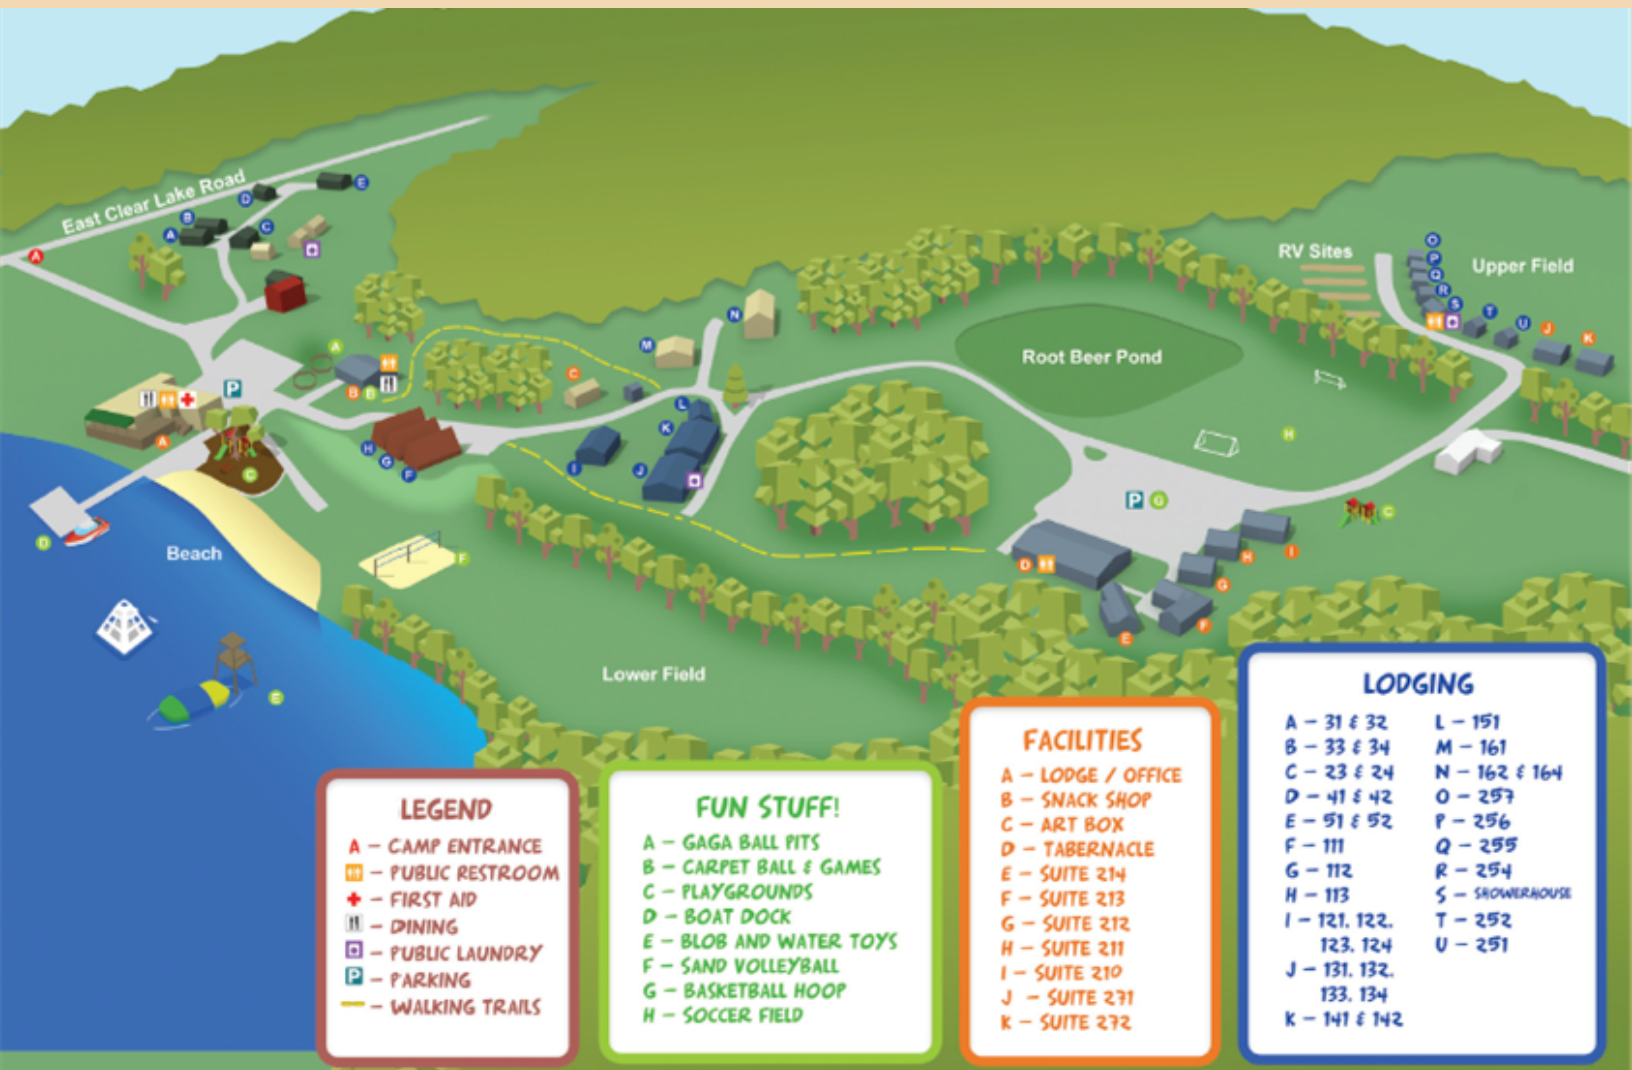 East Clear Lake Road
B
D
E
A
C
A
RV Sites
O
P
Q
R
S
T
U
J
K
Upper Field
N
M
A
Root Beer Pond
P
B
B
C
L
K
H
A
H
G
F
I
J
C
P
G
C
D
Beach
F
D
H
I
G
E
F
E
Lower Field
LEGEND
A - CAMP ENTRANCE
- PUBLIC RESTROOM
- FIRST AID
- DINING
- PUBLIC LAUNDRY
P - PARKING
- WALKING TRAILS
FUN STUFF!
A - GAGA BALL PITS
B - CARPET BALL & GAMES
C - PLAYGROUNDS
D - BOAT DOCK
E - BLOB AND WATER TOYS
F - SAND VOLLEYBALL
G - BASKETBALL HOOP
H - SOCCER FIELD
FACILITIES
A - LODGE / OFFICE
B - SNACK SHOP
C - ART BOX
D - TABERNACLE
E - SUITE 214
F - SUITE 213
G - SUITE 212
H - SUITE 211
I - SUITE 210
J - SUITE 271
K - SUITE 272
LODGING
A - 31 & 32
B - 33 & 34
C - 23 & 24
D - 41 & 42
E - 51 & 52
F - 111
G - 112
H - 113
I - 121. 122.
123. 124
J - 131. 132.
133. 134
K - 141 & 142
L - 151
M - 161
N - 162 & 164
O - 257
P - 256
Q - 255
R - 254
S - SHOWERHOUSE
T - 252
U - 251